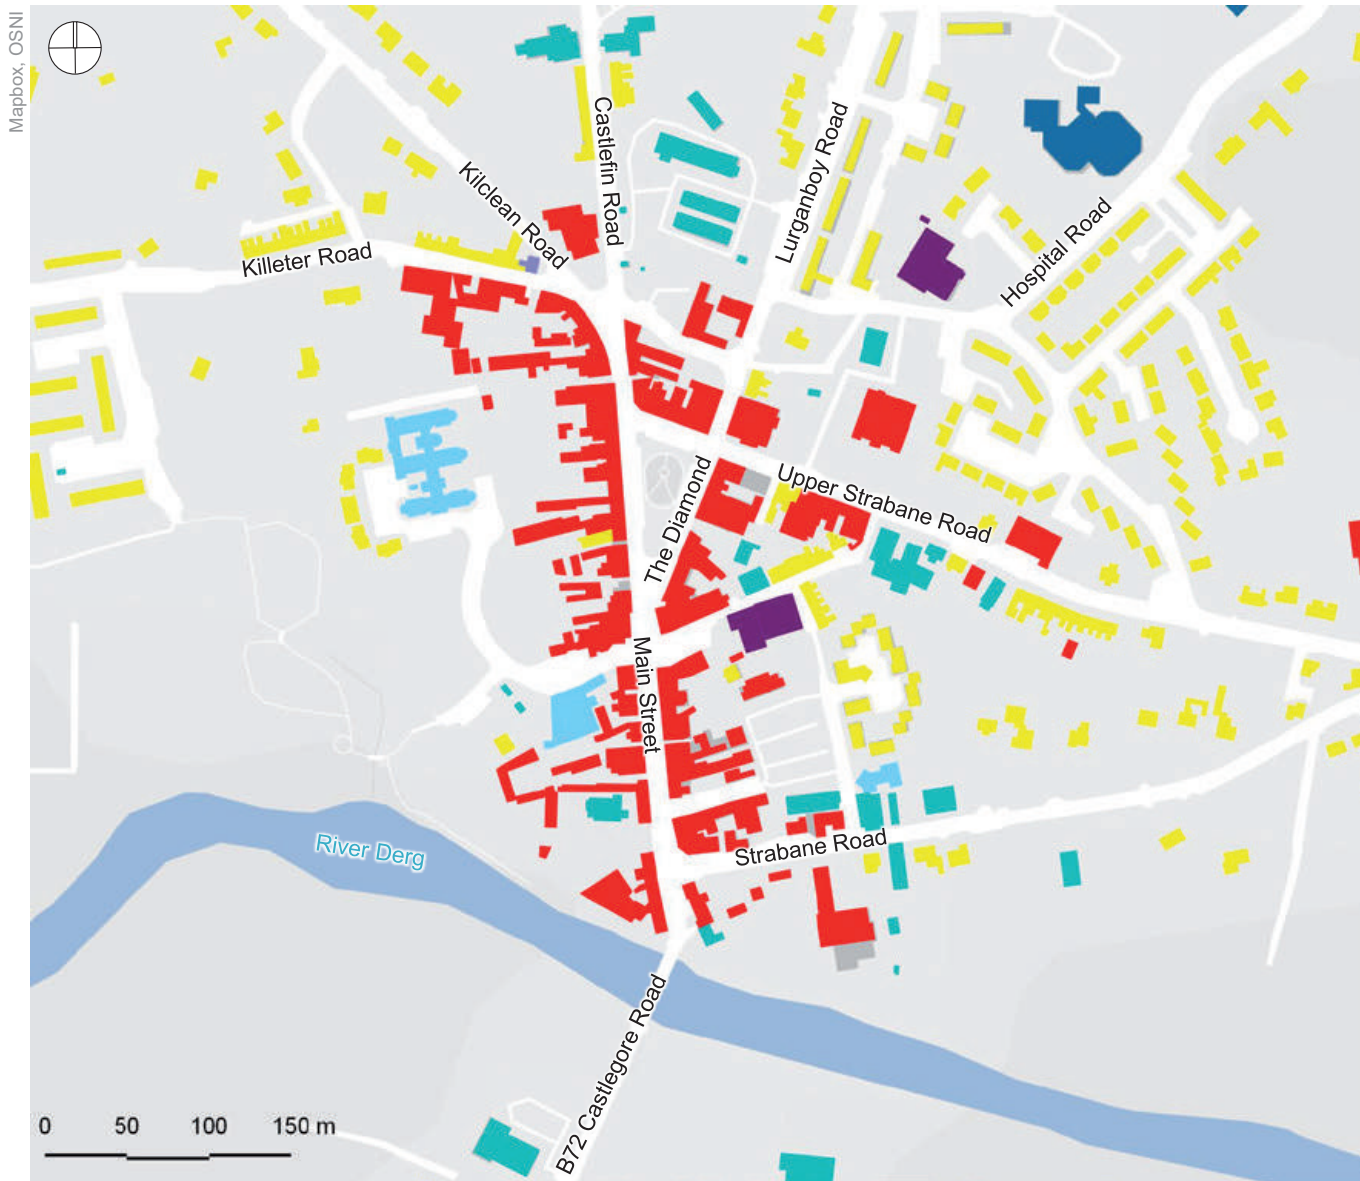 Mapbox, OSNI
Castlefin Road
Lurganboy Road
Kilclean Road
Hospital Road
Killeter Road
The Diamond
Upper Strabane Road
Main Street
River Derg
Strabane Road
B72 Castlegore Road
0 50 100 150 m